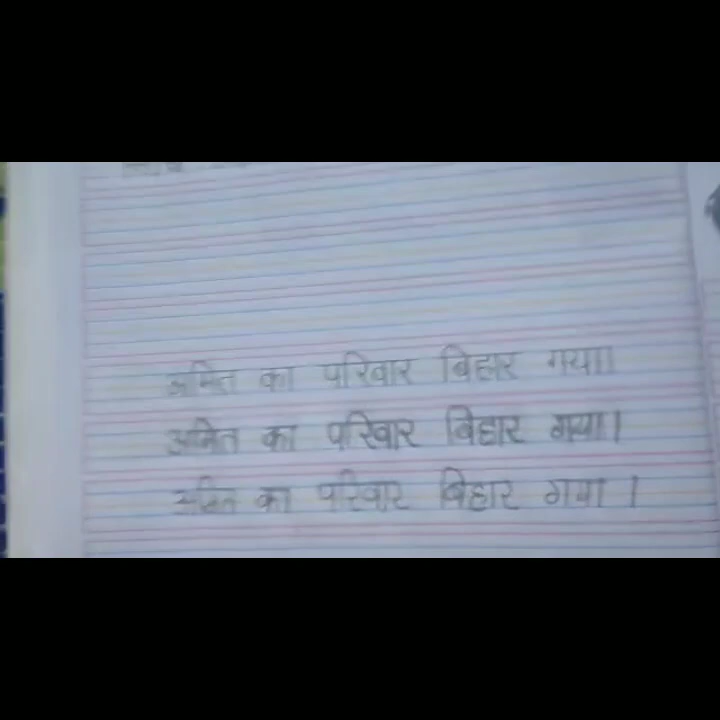 अमित का परिवार बिहार गया।
अमित का परिवार बिहार गया।
अमित का परिवार बिहार गया ।